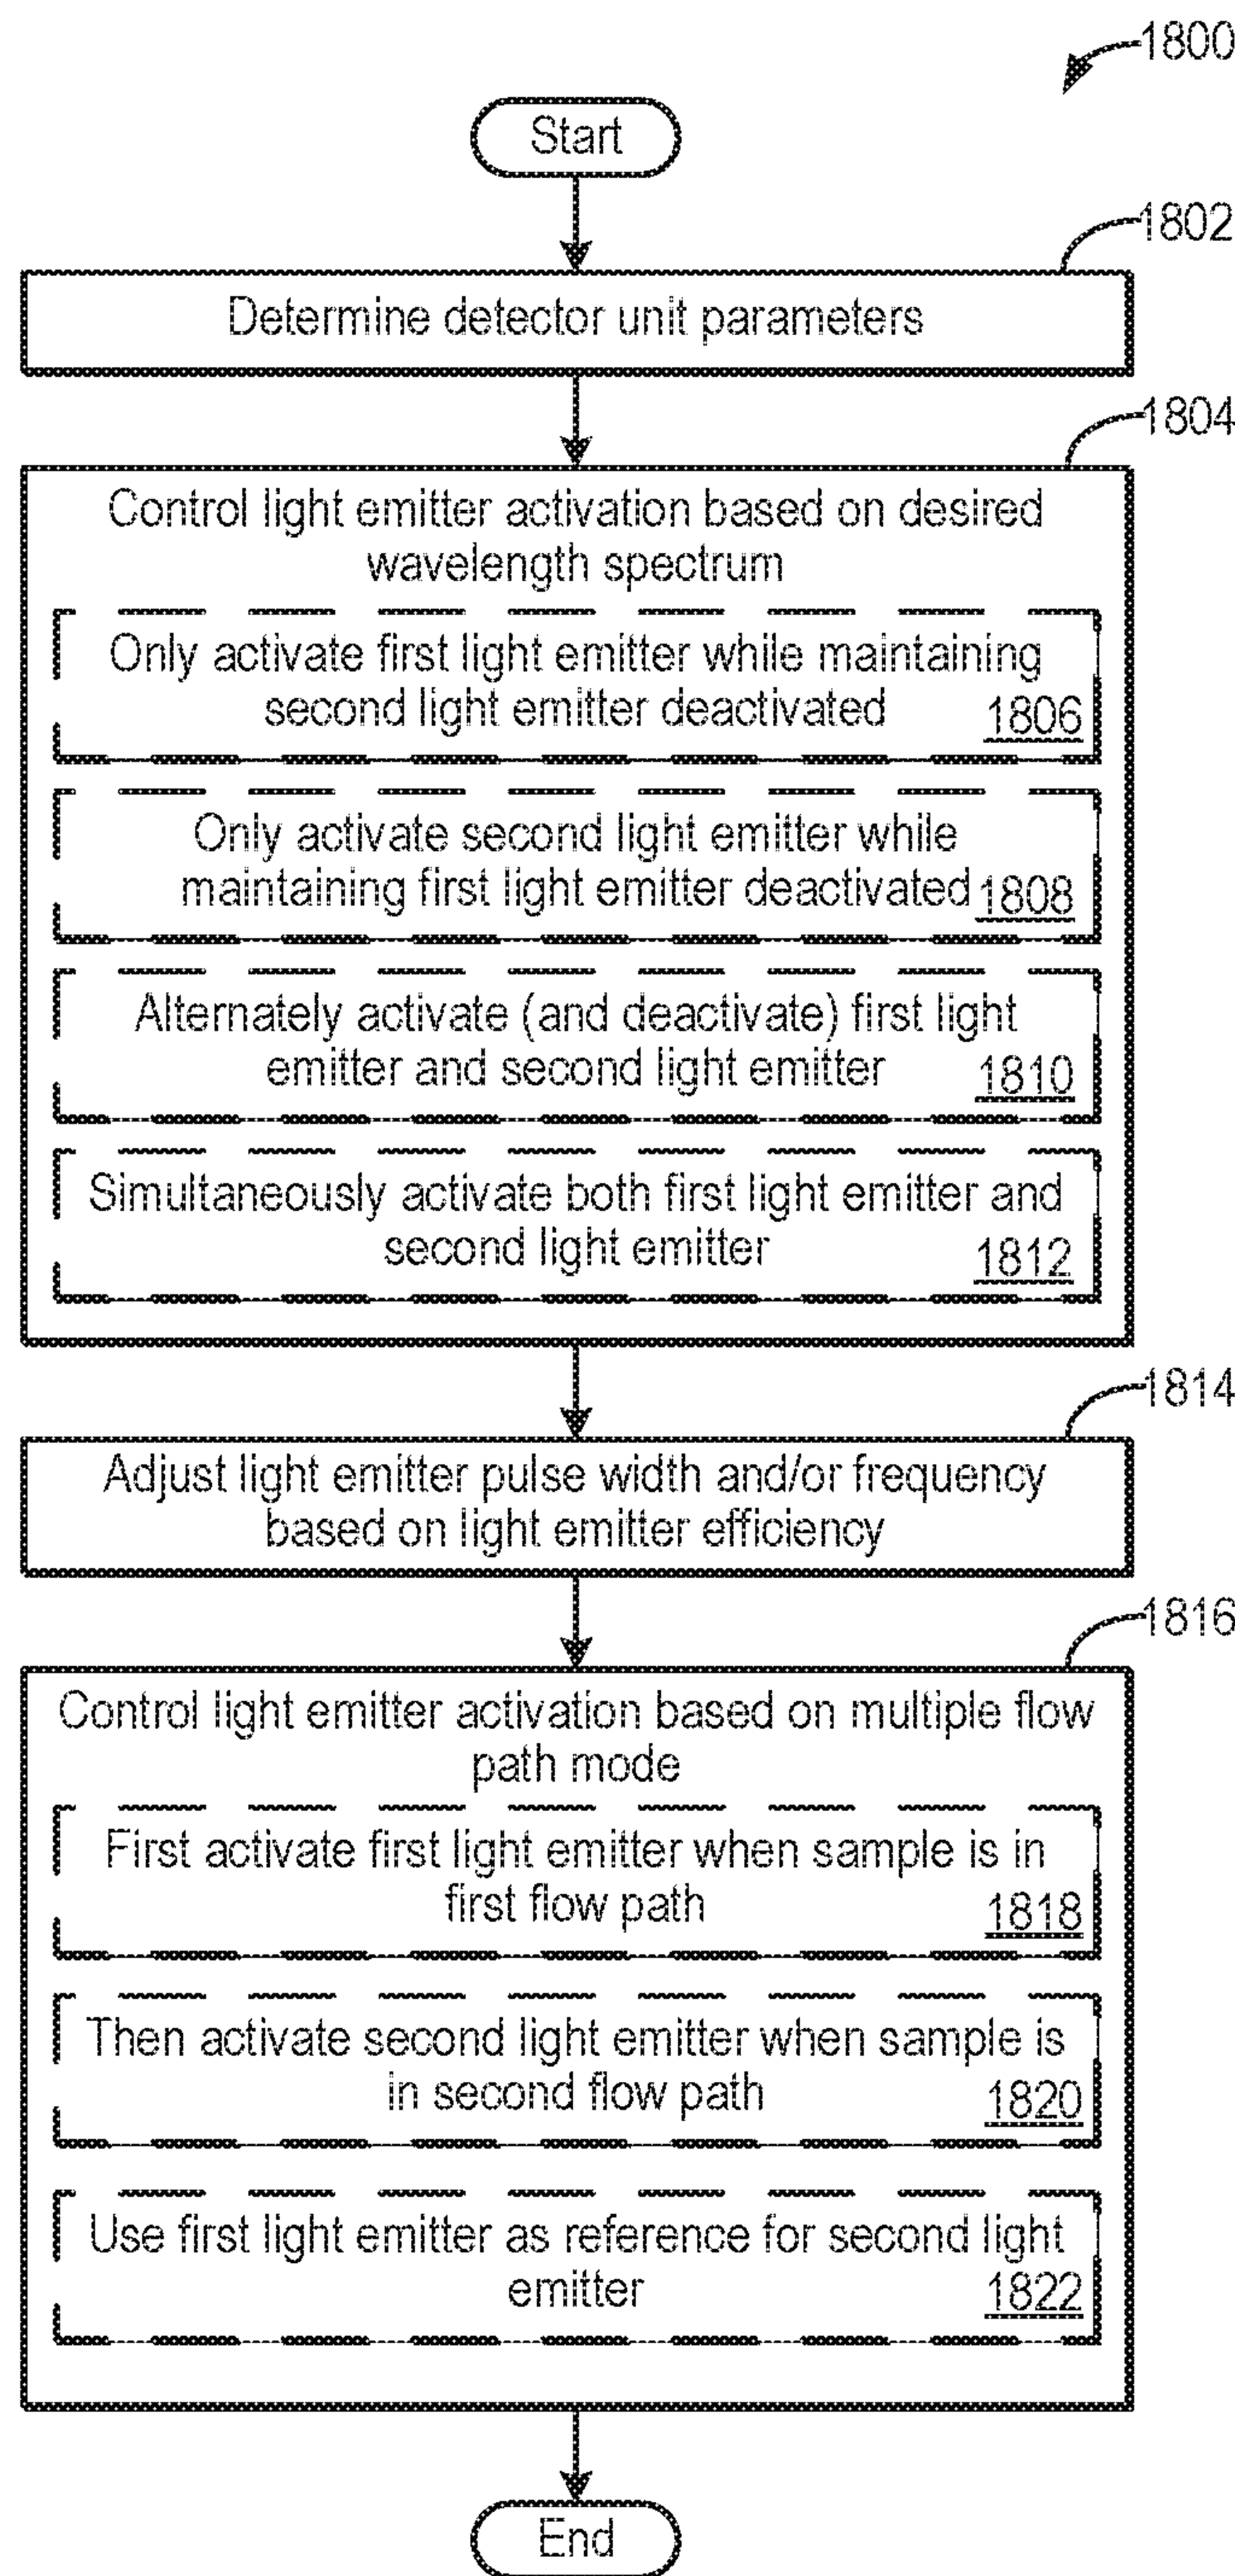 1800
Start
1802
Determine detector unit parameters
1804
Control light emitter activation based on desired
wavelength spectrum
Only activate first light emitter while maintaining
second light emitter deactivated 1806
Only activate second light emitter while
maintaining first light emitter deactivated 1808
Alternately activate (and deactivate) first light
emitter and second light emitter 1810
Simultaneously activate both first light emitter and
second light emitter 1812
1814
Adjust light emitter pulse width and/or frequency
based on light emitter efficiency
1816
Control light emitter activation based on multiple flow
path mode
First activate first light emitter when sample is in
first flow path 1818
Then activate second light emitter when sample is
in second flow path 1820
Use first light emitter as reference for second light
emitter 1822
End